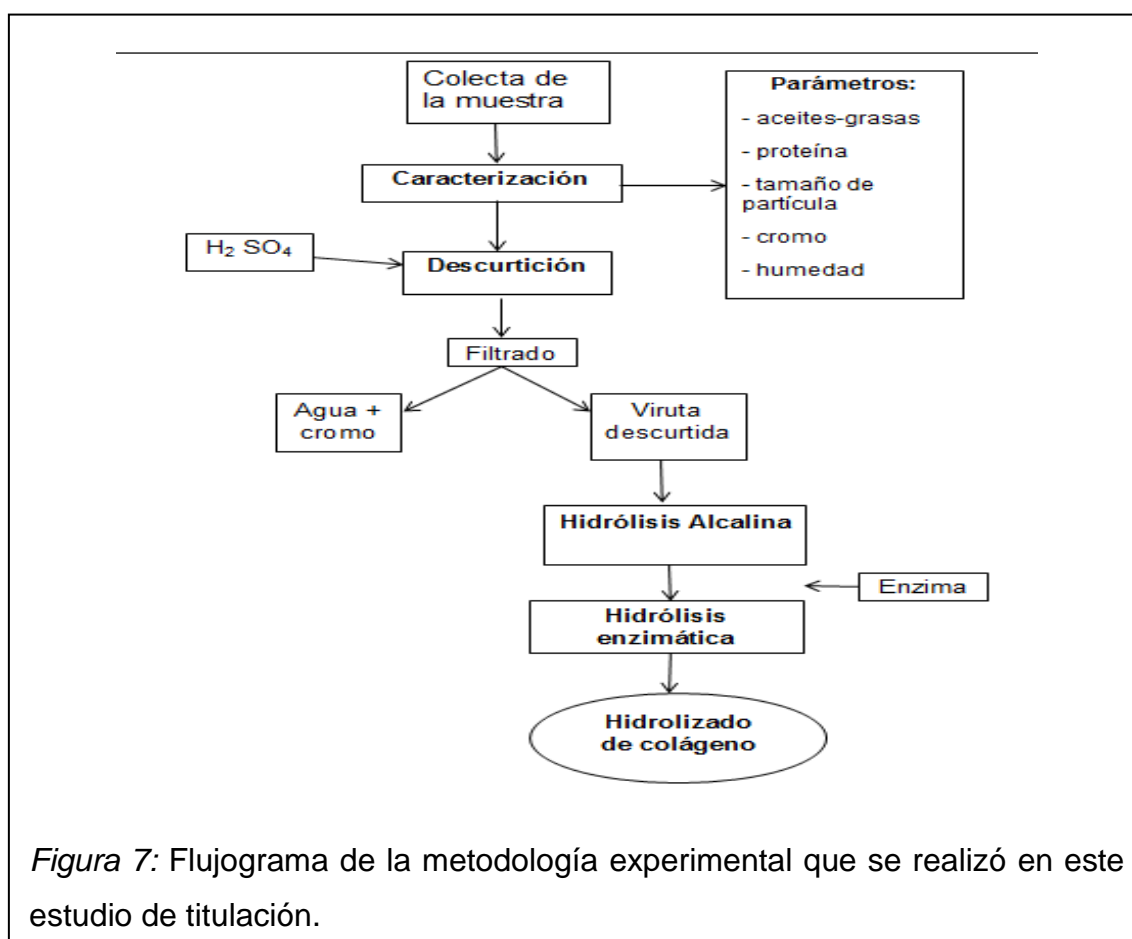 Colecta de
la muestra
Parámetros:
- aceites-grasas
- proteína
- tamaño de
partícula
- cromo
- humedad
Caracterización
H₂ SO₄
Descurtición
Filtrado
Agua +
cromo
Viruta
descurtida
Hidrólisis Alcalina
Enzima
Hidrólisis
enzimática
Hidrolizado
de colágeno
Figura 7: Flujograma de la metodología experimental que se realizó en este
estudio de titulación.